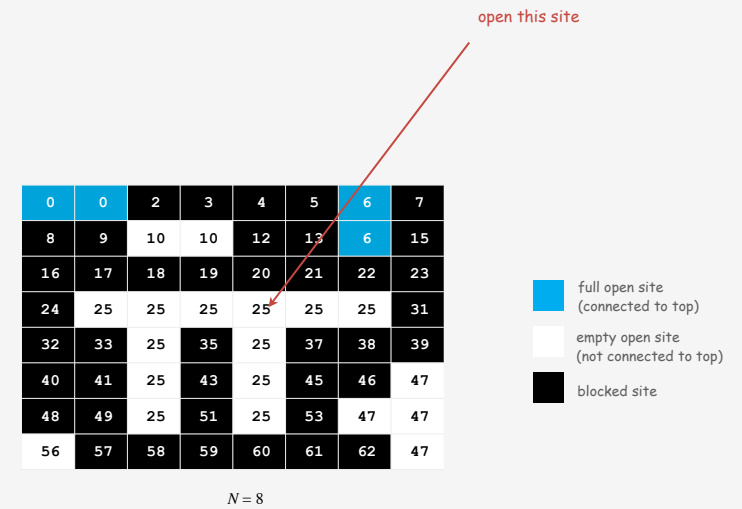 open this site
0 0 2 3 4 5 6 7
8 9 10 10 12 13 6 15
16 17 18 19 20 21 22 23
24 25 25 25 25 25 25 31
32 33 25 35 25 37 38 39
40 41 25 43 25 45 46 47
48 49 25 51 25 53 47 47
56 57 58 59 60 61 62 47
full open site
(connected to top)
empty open site
(not connected to top)
blocked site
N = 8